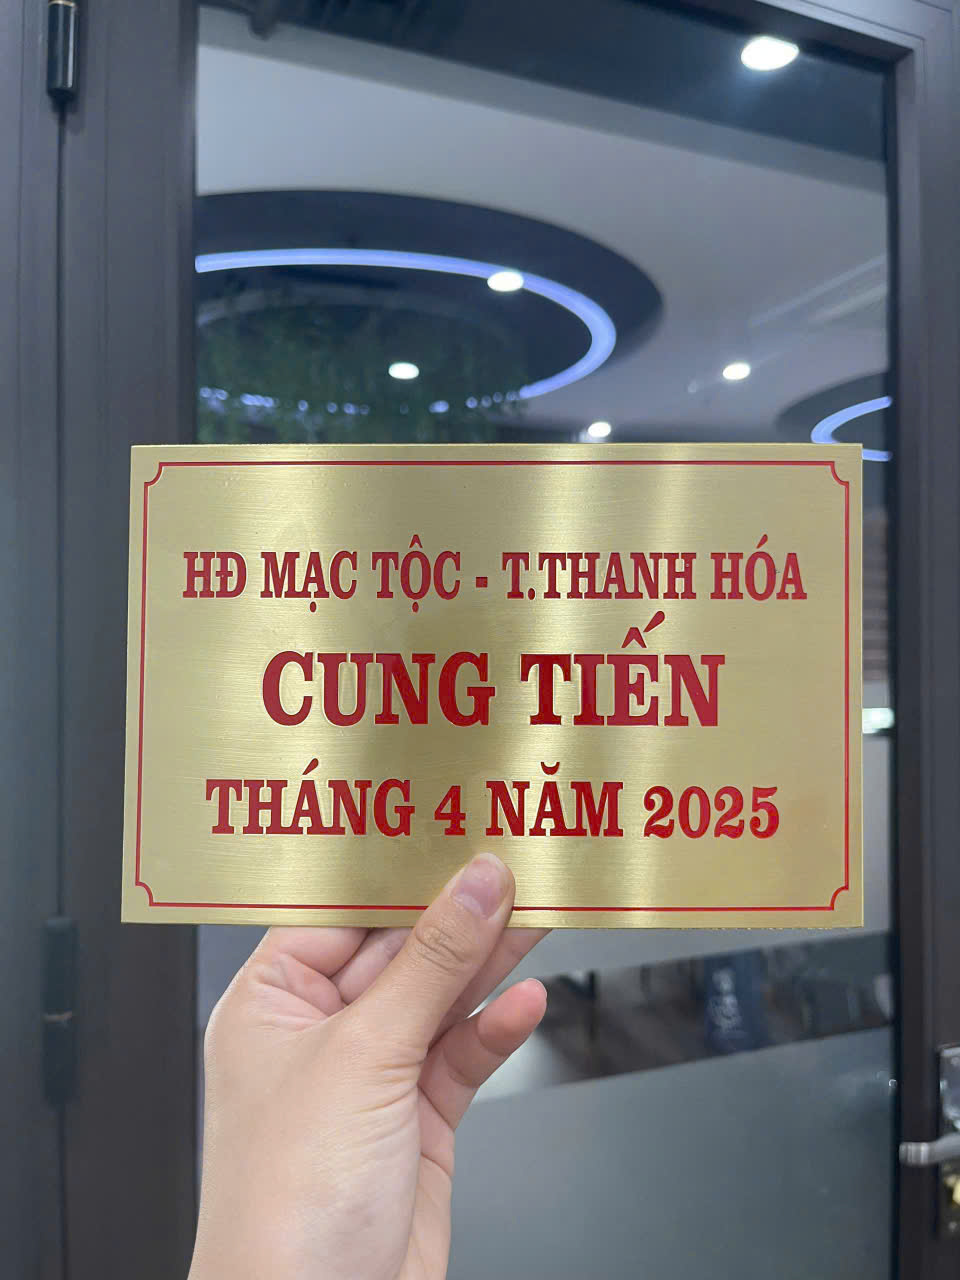 HĐ MẠC TỘC - T.THANH HÓA
CUNG TIẾN
THÁNG 4 NĂM 2025